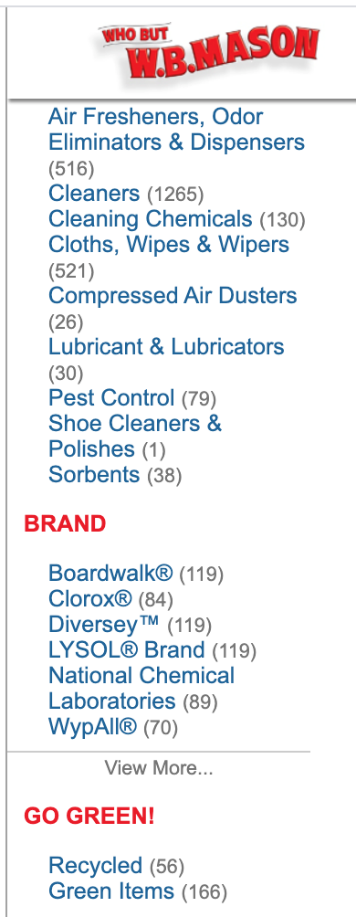 WHO BUT
W.B.MASON
Air Fresheners, Odor
Eliminators & Dispensers
(516)
Cleaners (1265)
Cleaning Chemicals (130)
Cloths, Wipes & Wipers
(521)
Compressed Air Dusters
(26)
Lubricant & Lubricators
(30)
Pest Control (79)
Shoe Cleaners &
Polishes (1)
Sorbents (38)
BRAND
Boardwalk® (119)
Clorox® (84)
Diversey™ (119)
LYSOL® Brand (119)
National Chemical
Laboratories (89)
WypAll® (70)
View More...
GO GREEN!
Recycled (56)
Green Items (166)